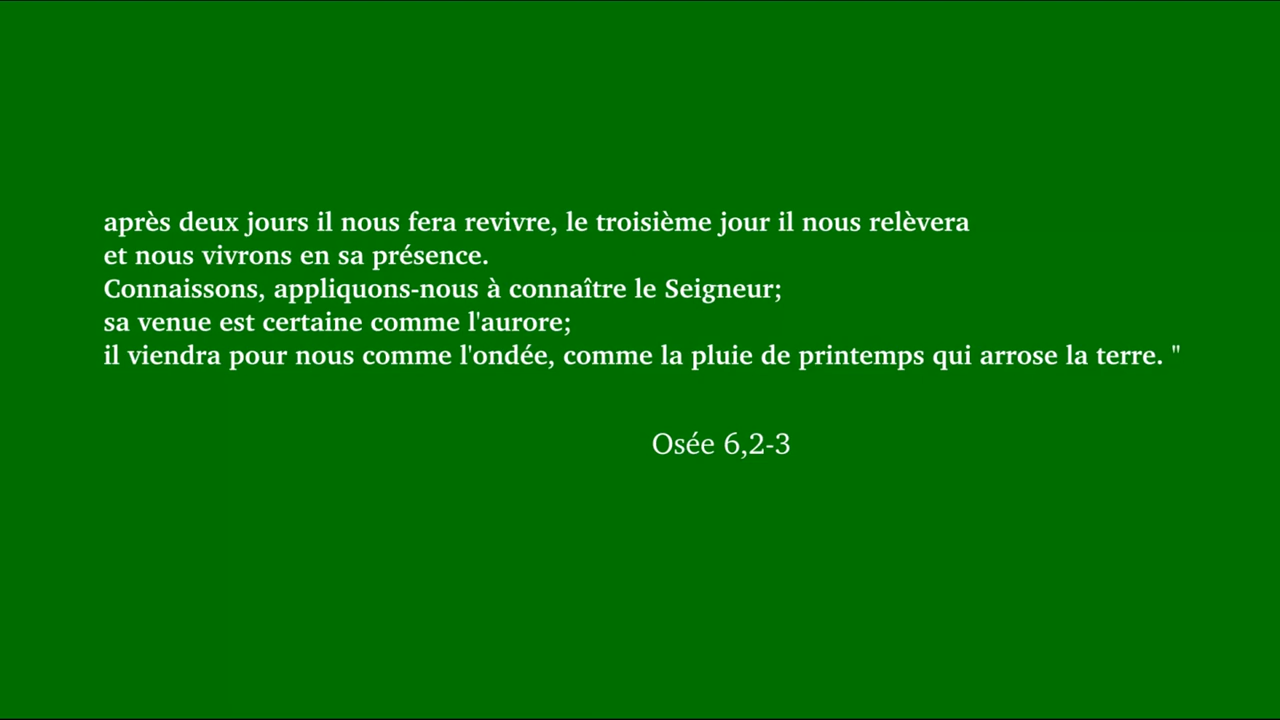 après deux jours il nous fera revivre, le troisième jour il nous relèvera
et nous vivrons en sa présence.
Connaissons, appliquons-nous à connaître le Seigneur;
sa venue est certaine comme l'aurore;
il viendra pour nous comme l'ondée, comme la pluie de printemps qui arrose la terre. "
Osée 6,2-3